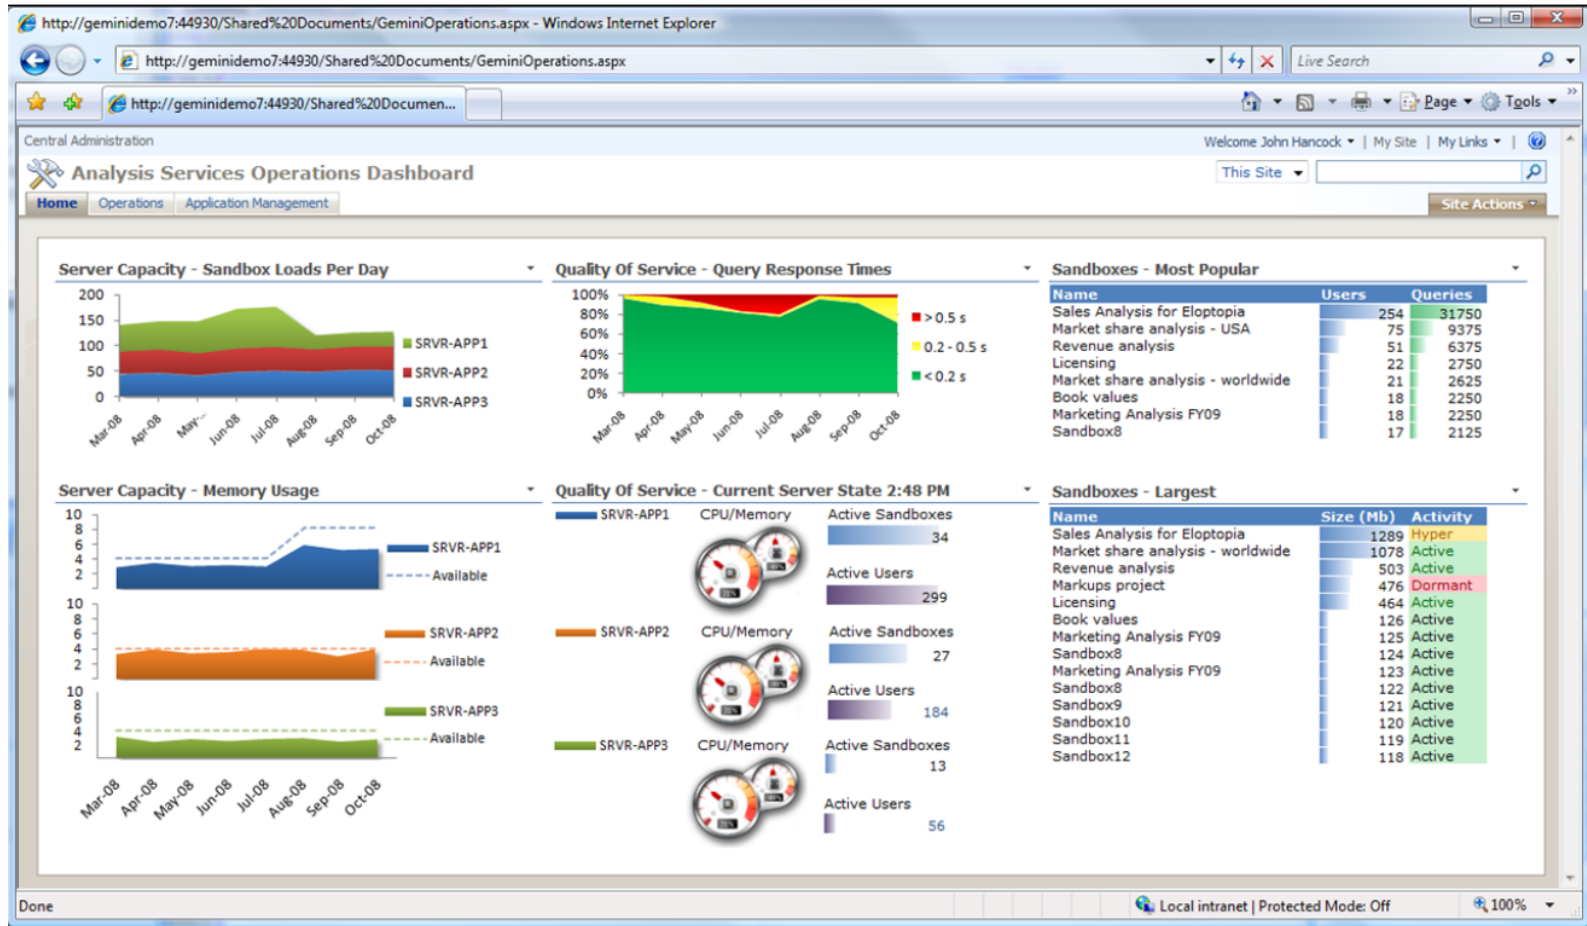 http://geminidemo7:44930/Shared%20Documents/GeminiOperations.aspx - Windows Internet Explorer
http://geminidemo7:44930/Shared%20Documents/GeminiOperations.aspx
Live Search
http://geminidemo7:44930/Shared%20Documen...
Page
Tools
Central Administration
Welcome John Hancock | My Site | My Links |
Analysis Services Operations Dashboard
This Site
Home Operations Application Management
Site Actions
Server Capacity - Sandbox Loads Per Day
200
150
100
50
0
SRVR-APP1
SRVR-APP2
SRVR-APP3
Mar-08 Apr-08 May-.. Jun-08 Jul-08 Aug-08 Sep-08 Oct-08
Quality Of Service - Query Response Times
100%
80%
60%
40%
20%
0%
> 0.5 s
0.2 - 0.5 s
< 0.2 s
Mar-08 Apr-08 May-08 Jun-08 Jul-08 Aug-08 Sep-08 Oct-08
Sandboxes - Most Popular
Name Users Queries
Sales Analysis for Eloptopia 254 31750
Market share analysis - USA 75 9375
Revenue analysis 51 6375
Licensing 22 2750
Market share analysis - worldwide 21 2625
Book values 18 2250
Marketing Analysis FY09 18 2250
Sandbox8 17 2125
Server Capacity - Memory Usage
10
8
6
4
2
SRVR-APP1
Available
10
8
6
4
2
SRVR-APP2
Available
10
8
6
4
2
SRVR-APP3
Available
Mar-08 Apr-08 May-08 Jun-08 Jul-08 Aug-08 Sep-08 Oct-08
Quality Of Service - Current Server State 2:48 PM
SRVR-APP1 CPU/Memory Active Sandboxes
34
Active Users
299
SRVR-APP2 CPU/Memory Active Sandboxes
27
Active Users
184
SRVR-APP3 CPU/Memory Active Sandboxes
13
Active Users
56
Sandboxes - Largest
Name Size (Mb) Activity
Sales Analysis for Eloptopia 1289 Hyper
Market share analysis - worldwide 1078 Active
Revenue analysis 503 Active
Markups project 476 Dormant
Licensing 464 Active
Book values 126 Active
Marketing Analysis FY09 125 Active
Sandbox8 124 Active
Marketing Analysis FY09 123 Active
Sandbox8 122 Active
Sandbox9 121 Active
Sandbox10 120 Active
Sandbox11 119 Active
Sandbox12 118 Active
Done
Local intranet | Protected Mode: Off
100%